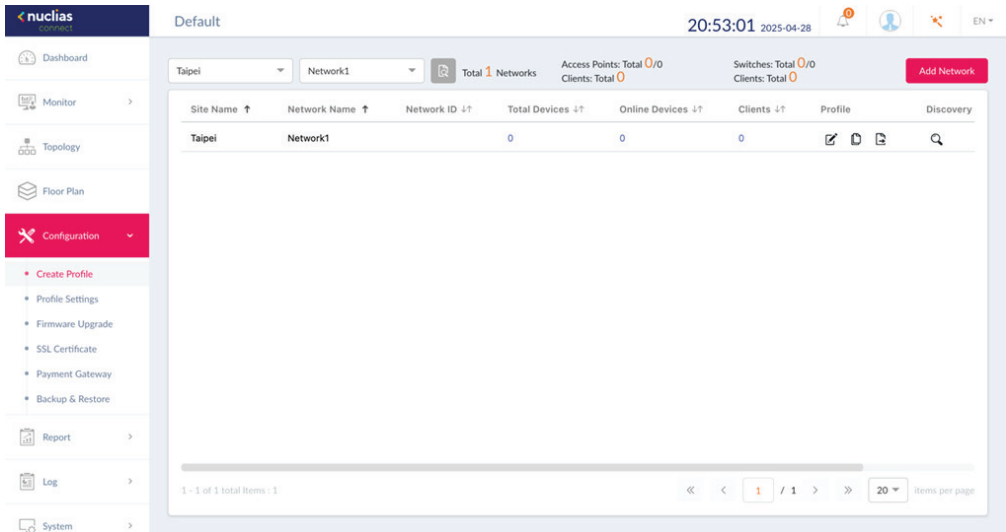 nuclias
connect
Default
20:53:01 2025-04-28
0
EN
Dashboard
Monitor
Topology
Floor Plan
Configuration
Create Profile
Profile Settings
Firmware Upgrade
SSL Certificate
Payment Gateway
Backup & Restore
Report
Log
System
Taipei
Network1
Total 1 Networks
Access Points: Total 0/0
Clients: Total 0
Switches: Total 0/0
Clients: Total 0
Add Network
Site Name Network Name Network ID Total Devices Online Devices Clients Profile Discovery
Taipei Network1 0 0 0
1 - 1 of 1 total Items : 1
1 / 1 20 items per page